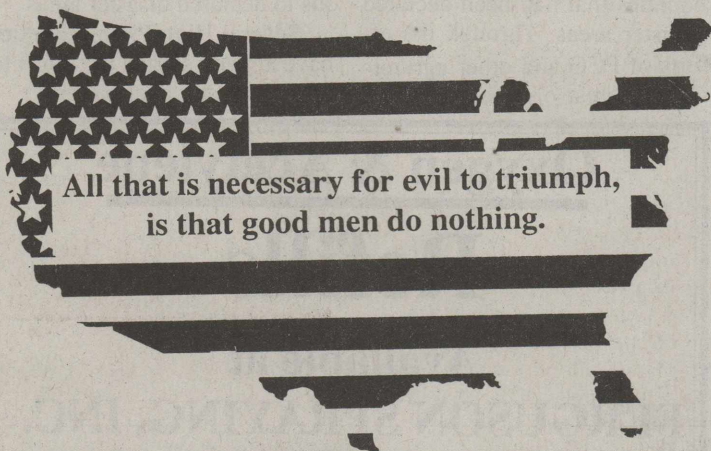 All that is necessary for evil to triumph,
is that good men do nothing.